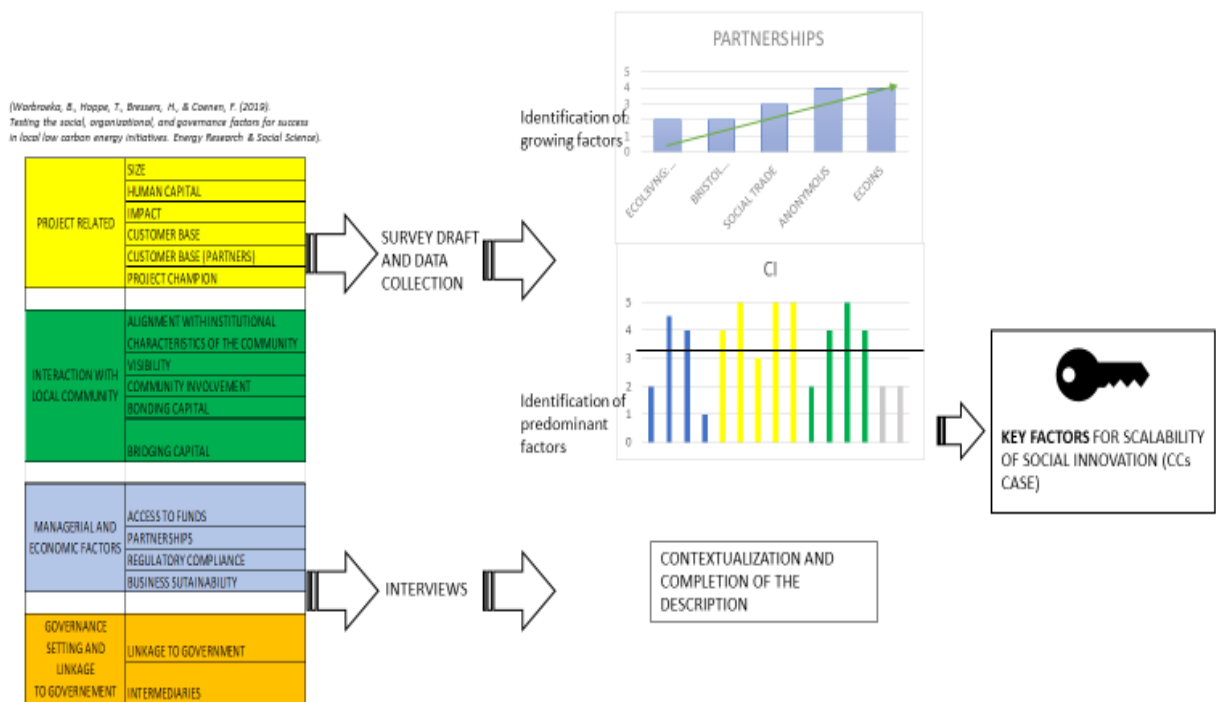 (Warbroeka, B., Hoppe, T., Bressers, H., & Coenen, F. (2019).
Testing the social, organizational, and governance factors for success
in local low carbon energy initiatives. Energy Research & Social Science).
PROJECT RELATED
SIZE
HUMAN CAPITAL
IMPACT
CUSTOMER BASE
CUSTOMER BASE (PARTNERS)
PROJECT CHAMPION
INTERACTION WITH
LOCAL COMMUNITY
ALIGNMENT WITH INSTITUTIONAL
CHARACTERISTICS OF THE COMMUNITY
VISIBILITY
COMMUNITY INVOLVEMENT
BONDING CAPITAL
BRIDGING CAPITAL
MANAGERIAL AND
ECONOMIC FACTORS
ACCESS TO FUNDS
PARTNERSHIPS
REGULATORY COMPLIANCE
BUSINESS SUTAINABILITY
GOVERNANCE
SETTING AND
LINKAGE
TO GOVERNEMENT
LINKAGE TO GOVERNMENT
INTERMEDIARIES
SURVEY DRAFT
AND DATA
COLLECTION
INTERVIEWS
Identification of
growing factors
PARTNERSHIPS
5
4
3
2
1
0
ECOL3VNG:...
BRISTOL...
SOCIAL TRADE
ANONYMOUS
ECOINS
Identification of
predominant
factors
CI
5
4
3
2
1
0
CONTEXTUALIZATION AND
COMPLETION OF THE
DESCRIPTION
KEY FACTORS FOR SCALABILITY
OF SOCIAL INNOVATION (CCs
CASE)